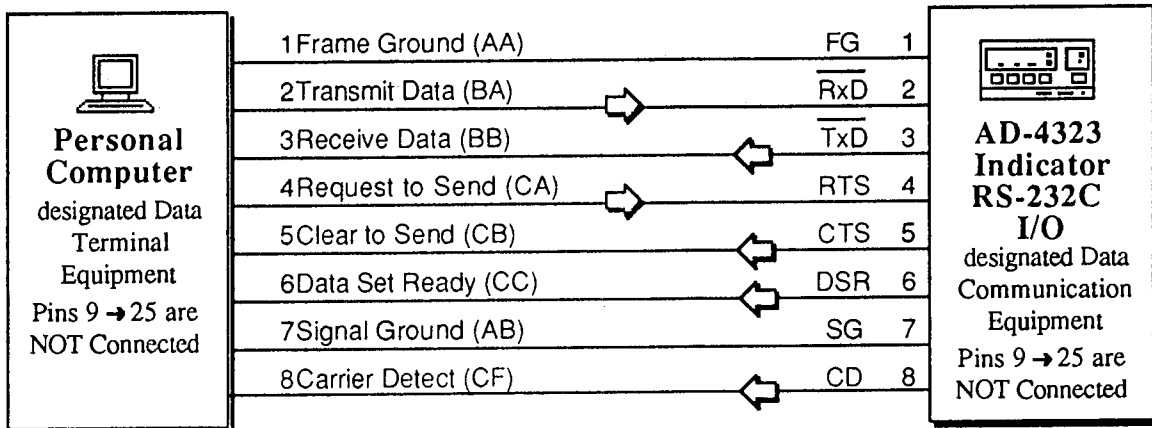 1 Frame Ground (AA) FG 1
2 Transmit Data (BA) RxD 2
3 Receive Data (BB) TxD 3
4 Request to Send (CA) RTS 4
5 Clear to Send (CB) CTS 5
6 Data Set Ready (CC) DSR 6
7 Signal Ground (AB) SG 7
8 Carrier Detect (CF) CD 8
Personal
Computer
designated Data
Terminal
Equipment
Pins 9 → 25 are
NOT Connected
AD-4323
Indicator
RS-232C
I/O
designated Data
Communication
Equipment
Pins 9 → 25 are
NOT Connected